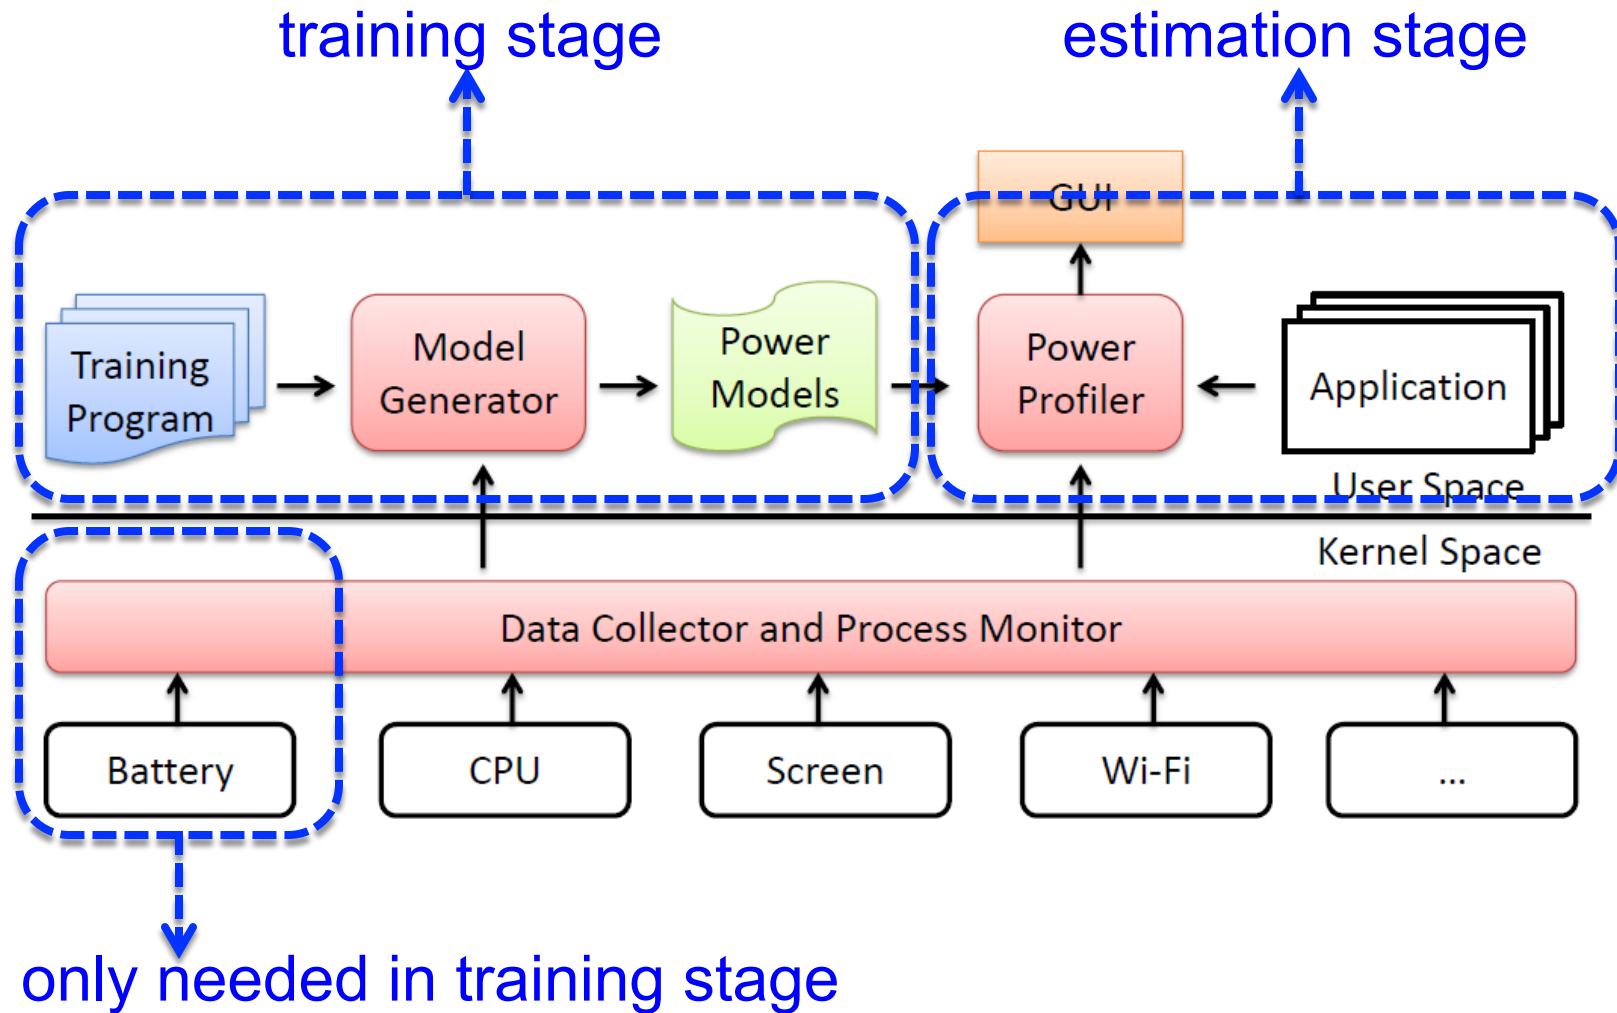 training stage
estimation stage
GUI
Training
Program
Model
Generator
Power
Models
Power
Profiler
Application
User Space
Kernel Space
Data Collector and Process Monitor
Battery
CPU
Screen
Wi-Fi
...
only needed in training stage